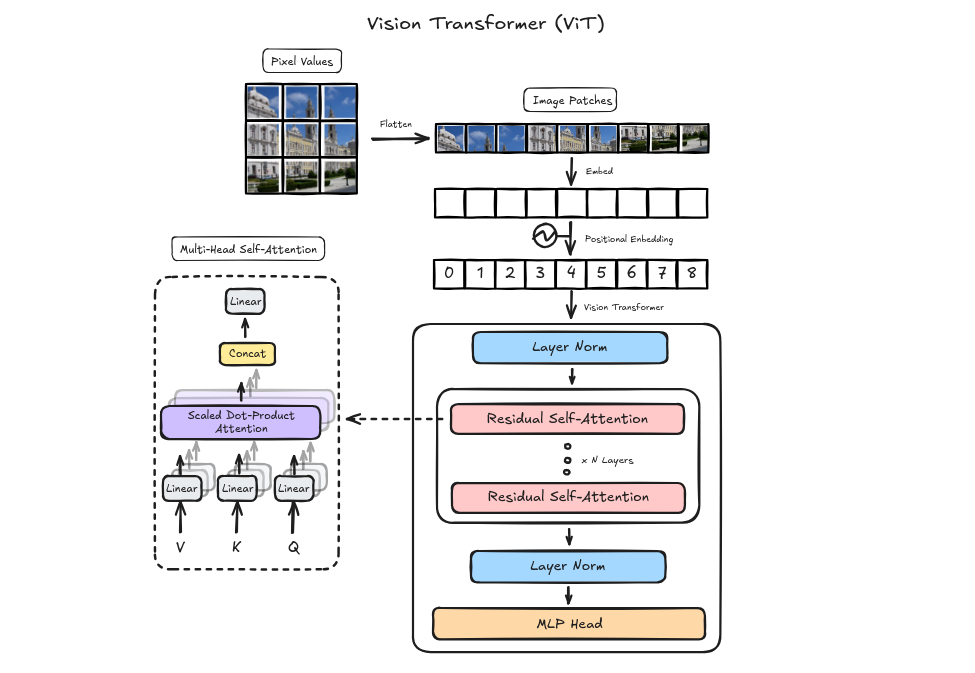 Vision Transformer (ViT)
Pixel Values
Image Patches
Flatten
Embed
Positional Enbedding
0 1 2 3 4 5 6 7 8
Vision Transformer
Multi-Head Self-Attention
Linear
Concat
Scaled Dot-Product
Attention
Linear Linear Linear
V K Q
Layer Norm
Residual Self-Attention
x N Layers
Residual Self-Attention
Layer Norm
MLP Head